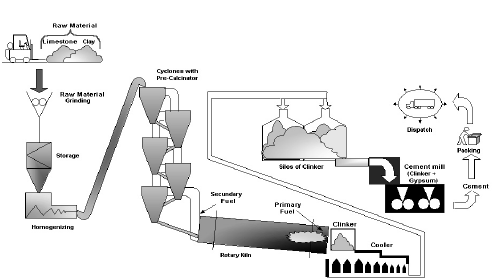 Raw Material
Limestone Clay
Raw Material
Grinding
Storage
Homogenizing
Cyclones with
Pre-Calcinator
Secundary
Fuel
Primary
Fuel
Rotary Kiln
Clinker
Cooler
Silos of Clinker
Cement mill
(Clinker +
Gypsum)
Cement
Packing
Dispatch